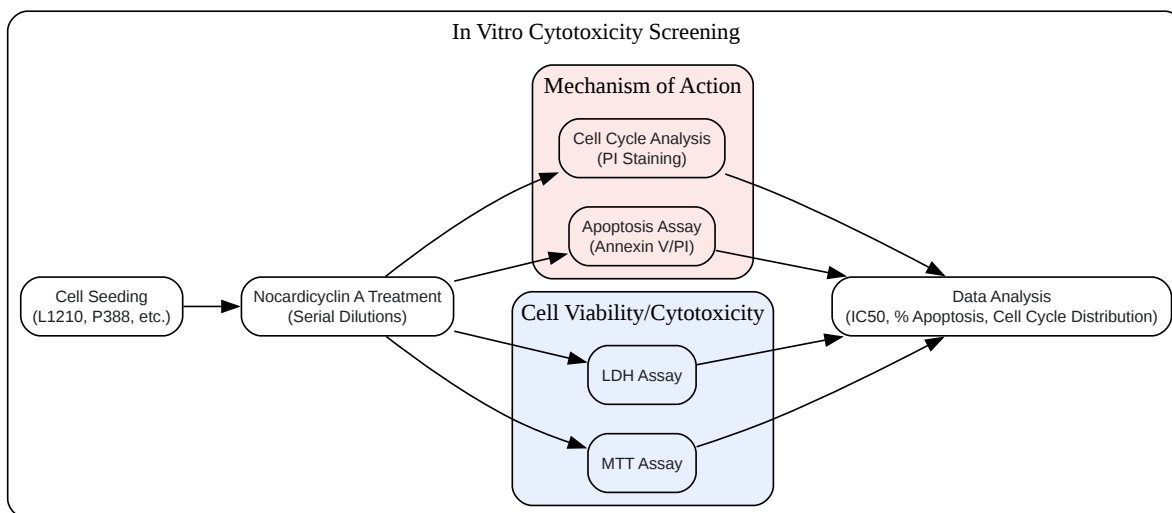 In Vitro Cytotoxicity Screening
Mechanism of Action
Cell Cycle Analysis
(PI Staining)
Apoptosis Assay
(Annexin V/PI)
Cell Seeding
(L1210, P388, etc.)
Nocardicyclin A Treatment
(Serial Dilutions)
Cell Viability/Cytotoxicity
LDH Assay
MTT Assay
Data Analysis
(IC50, % Apoptosis, Cell Cycle Distribution)